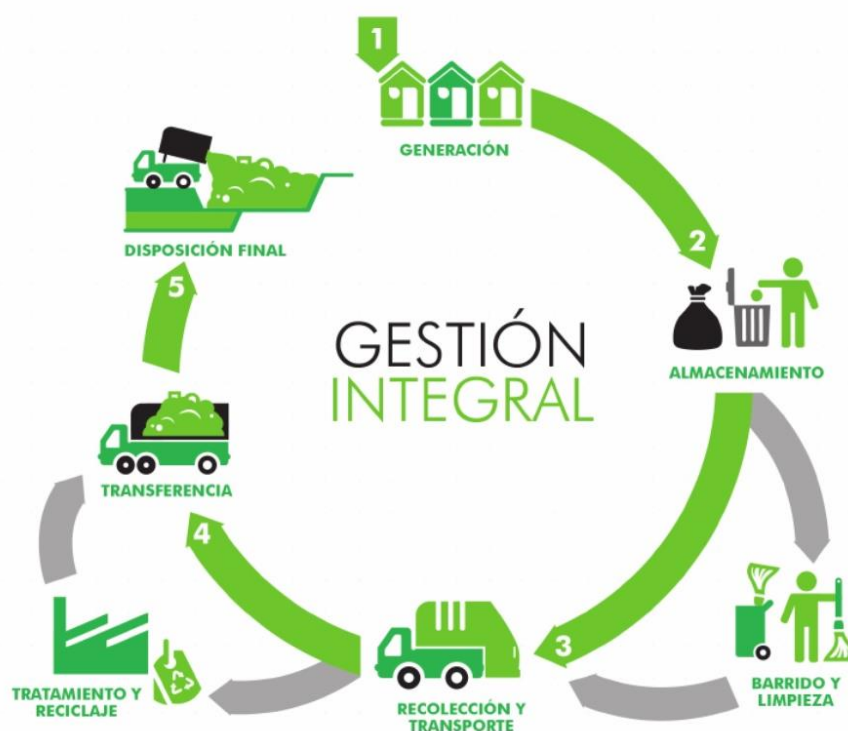 1
GENERACIÓN
2
ALMACENAMIENTO
BARRIDO Y
LIMPIEZA
3
RECOLECCIÓN Y
TRANSPORTE
TRATAMIENTO Y
RECICLAJE
4
TRANSFERENCIA
5
DISPOSICIÓN FINAL
GESTIÓN
INTEGRAL